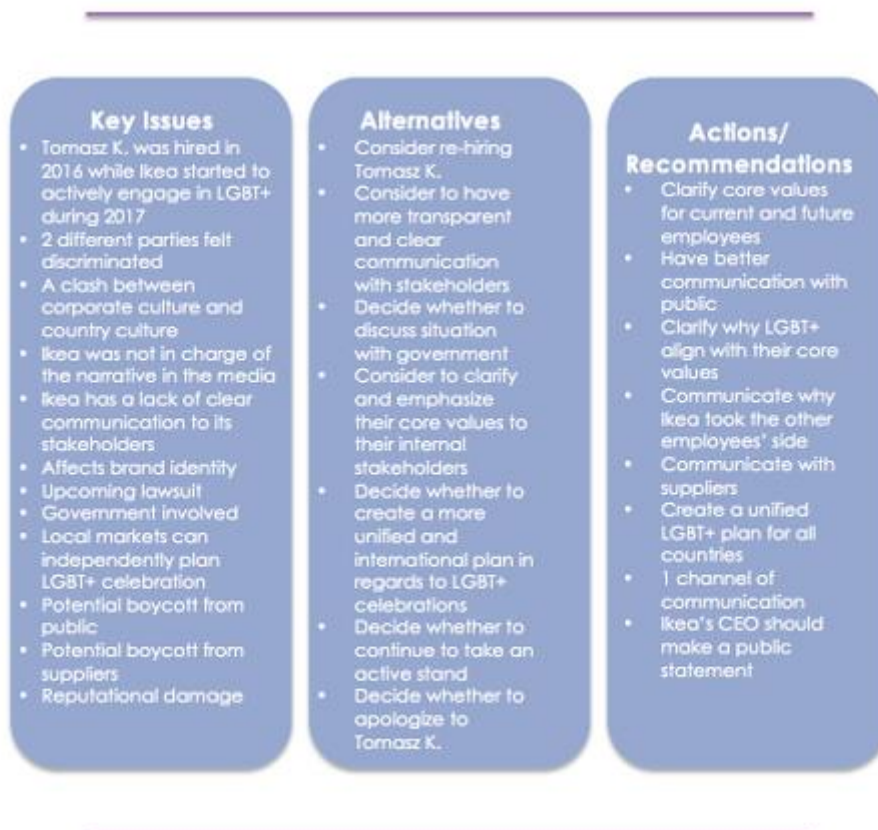 Key Issues
• Tomasz K. was hired in
2016 while Ikea started to
actively engage in LGBT+
during 2017
• 2 different parties felt
discriminated
• A clash between
corporate culture and
country culture
• Ikea was not in charge of
the narrative in the media
• Ikea has a lack of clear
communication to its
stakeholders
• Affects brand identity
• Upcoming lawsuit
• Government involved
• Local markets can
independently plan
LGBT+ celebration
• Potential boycott from
public
• Potential boycott from
suppliers
• Reputational damage
Alternatives
• Consider re-hiring
Tomasz K.
• Consider to have
more transparent
and clear
communication
with stakeholders
• Decide whether to
discuss situation
with government
• Consider to clarify
and emphasize
their core values to
their internal
stakeholders
• Decide whether to
create a more
unified and
international plan in
regards to LGBT+
celebrations
• Decide whether to
continue to take an
active stand
• Decide whether to
apologize to
Tomasz K.
Actions/
Recommendations
• Clarify core values
for current and future
employees
• Have better
communication with
public
• Clarify why LGBT+
align with their core
values
• Communicate why
Ikea took the other
employees' side
• Communicate with
suppliers
• Create a unified
LGBT+ plan for all
countries
• 1 channel of
communication
• Ikea's CEO should
make a public
statement